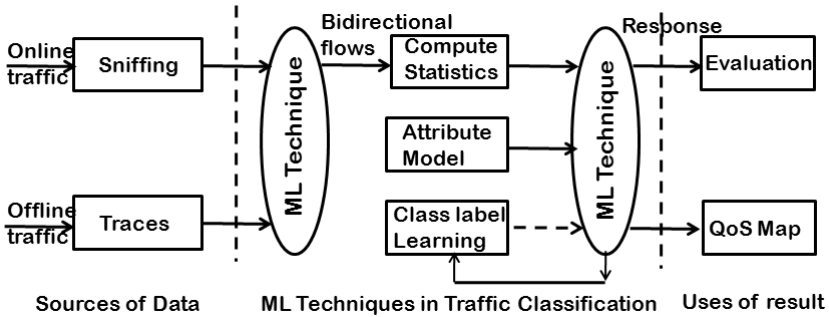 Online
traffic
Sniffing
Offline
traffic
Traces
ML Technique
Bidirectional
flows
Compute
Statistics
Attribute
Model
Class label
Learning
ML Technique
Response
Evaluation
QoS Map
Sources of Data
ML Techniques in Traffic Classification
Uses of result